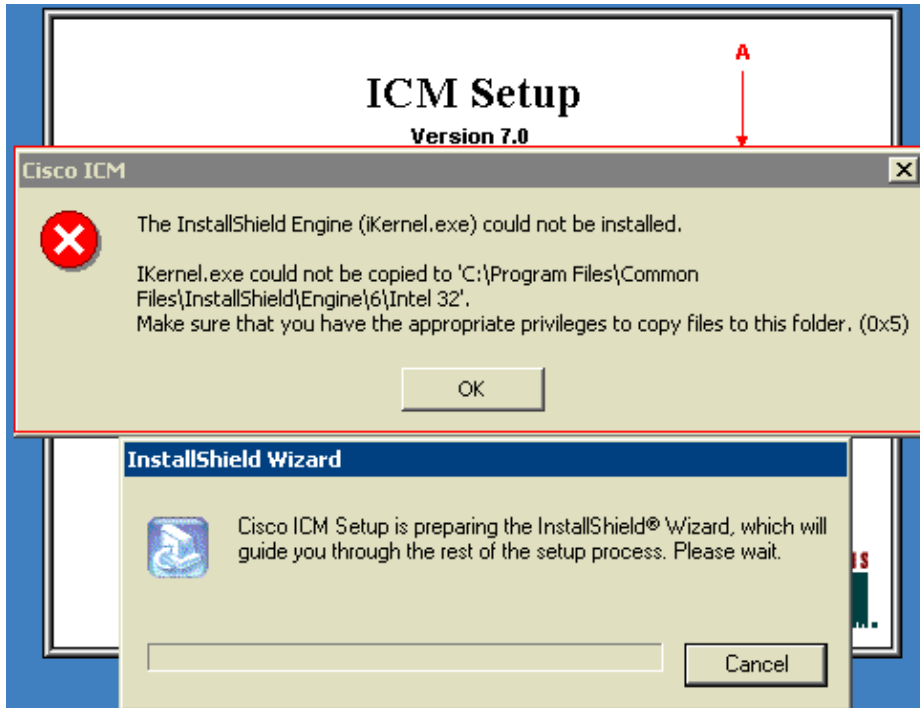 A
ICM Setup
Version 7.0
Cisco ICM
The InstallShield Engine (iKernel.exe) could not be installed.
IKernel.exe could not be copied to 'C:\Program Files\Common
Files\InstallShield\Engine\6\Intel 32'.
Make sure that you have the appropriate privileges to copy files to this folder. (0x5)
OK
InstallShield Wizard
Cisco ICM Setup is preparing the InstallShield® Wizard, which will
guide you through the rest of the setup process. Please wait.
Cancel